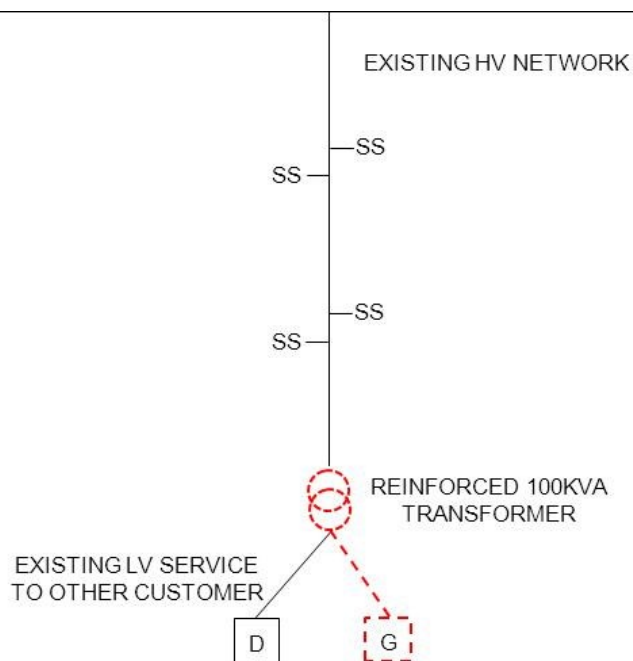 EXISTING HV NETWORK
SS
SS
SS
SS
REINFORCED 100KVA
TRANSFORMER
EXISTING LV SERVICE
TO OTHER CUSTOMER
D
G